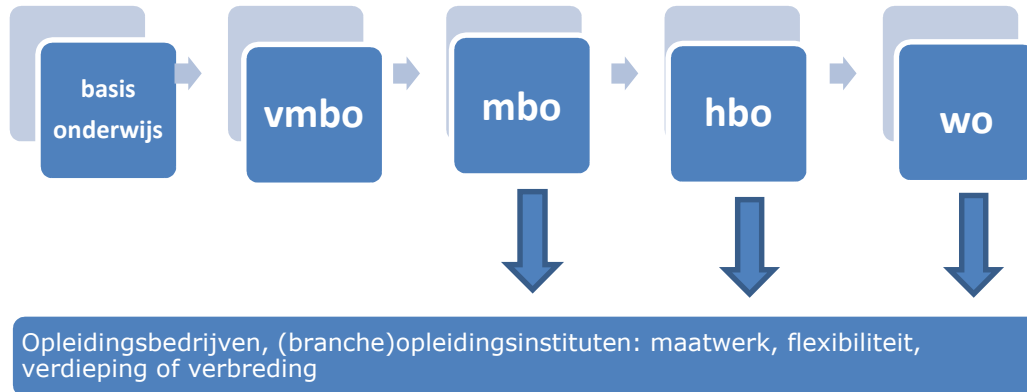 basis
onderwijs
vmbo
mbo
hbo
wo
Opleidingsbedrijven, (branche)opleidingsinstituten: maatwerk, flexibiliteit,
verdieping of verbreding